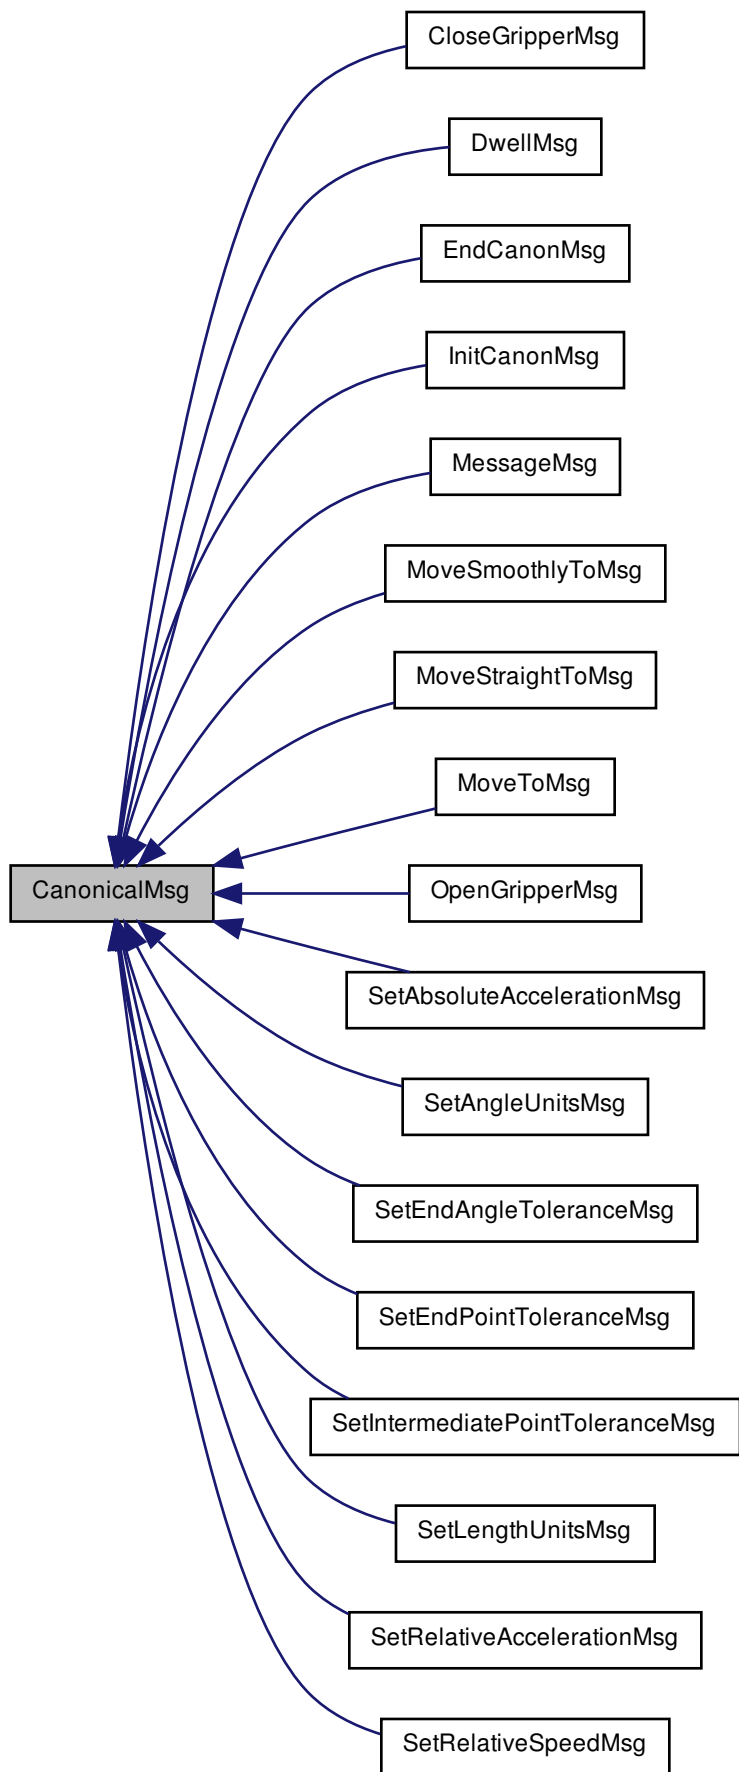 CloseGripperMsg
DwellMsg
EndCanonMsg
InitCanonMsg
MessageMsg
MoveSmoothlyToMsg
MoveStraightToMsg
MoveToMsg
CanonicalMsg
OpenGripperMsg
SetAbsoluteAccelerationMsg
SetAngleUnitsMsg
SetEndAngleToleranceMsg
SetEndPointToleranceMsg
SetIntermediatePointToleranceMsg
SetLengthUnitsMsg
SetRelativeAccelerationMsg
SetRelativeSpeedMsg